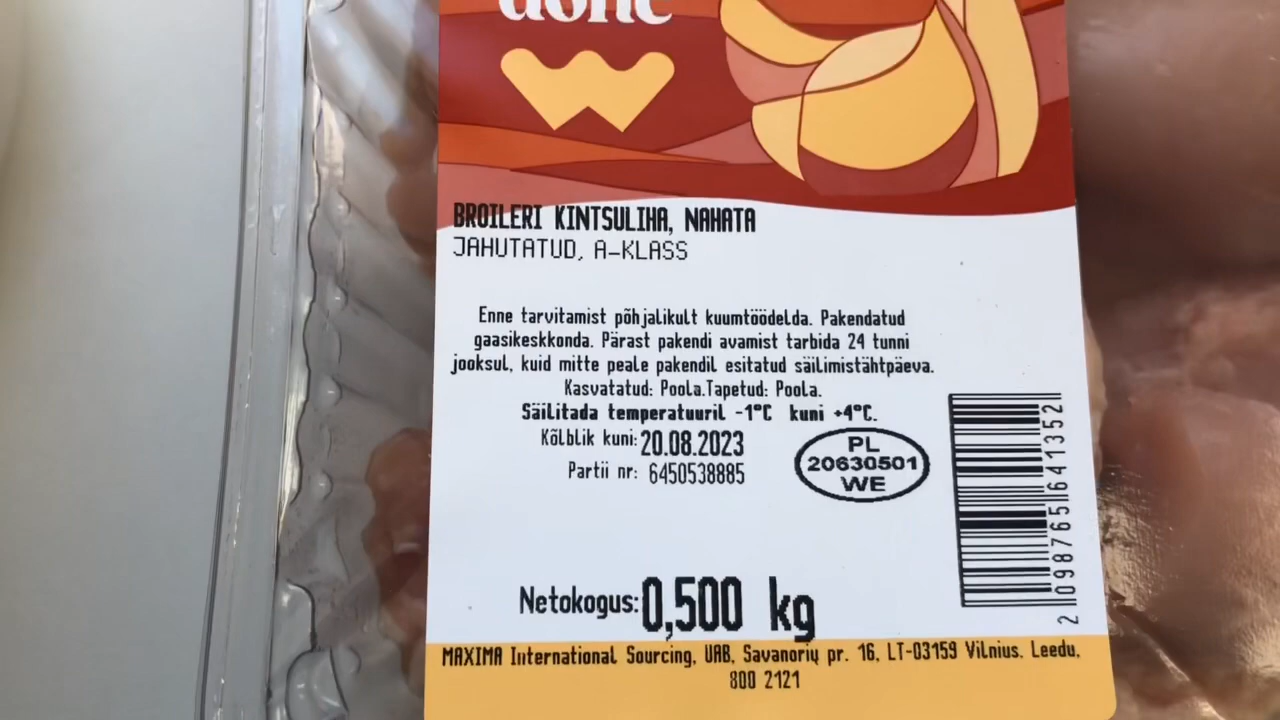 BROILERI KINTSULIHA, NAHATA
JAHUTATUD, A-KLASS
Enne tarvitamist põhjalikult kuumtöödelda. Pakendatud
gaasikeskkonda. Pärast pakendi avamist tarbida 24 tunni
jooksul, kuid mitte peale pakendil esitatud säilimistähtpäeva.
Kasvatatud: Poola.Tapetud: Poola.
Säilitada temperatuuril -1°C kuni +4°C.
Kõlblik kuni: 20.08.2023
Partii nr: 6450538885
PL
20630501
WE
2 098765 641352
Netokogus: 0,500 kg
MAXIMA International Sourcing, UAB, Savanorių pr. 16, LT-03159 Vilnius. Leedu,
800 2121